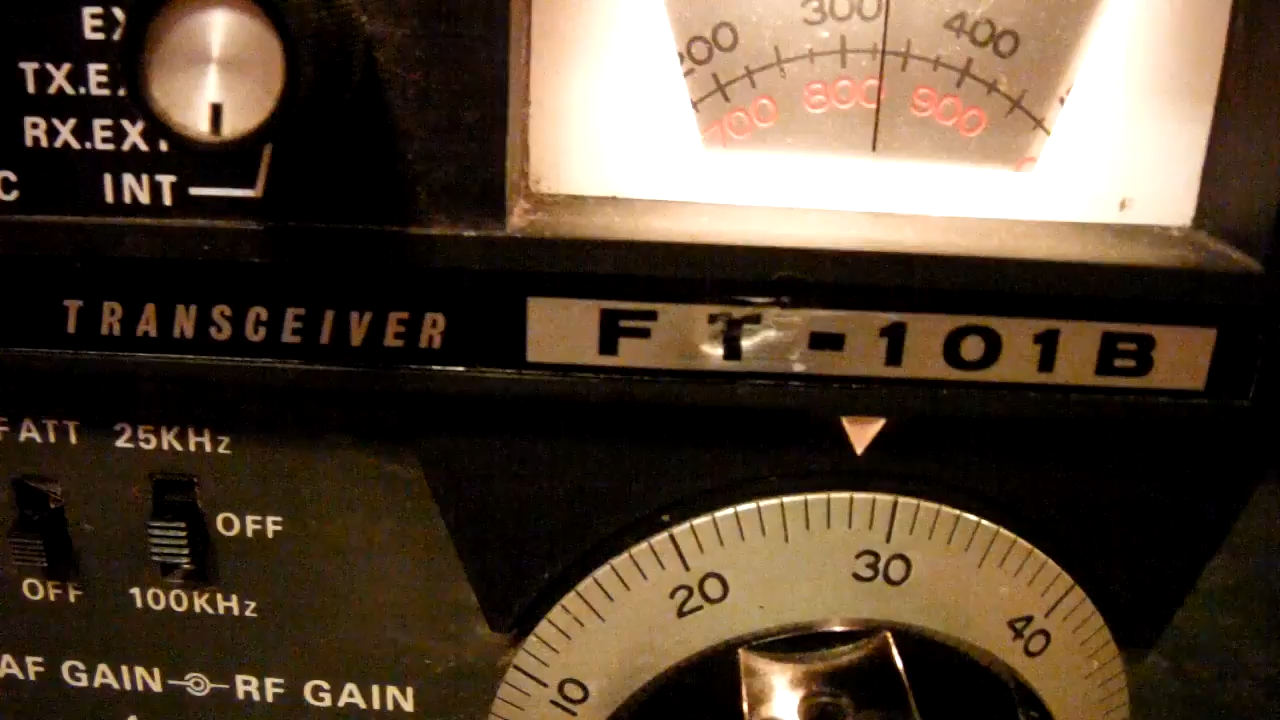 300
200
400
700 800 900
TX.E
RX.EXT
INT
TRANSCEIVER FT-101B
ATT 25KHz
OFF
OFF 100KHz
AF GAIN RF GAIN
10 20 30 40